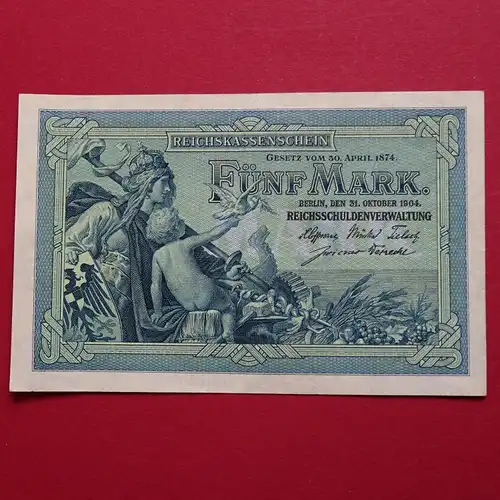 REICHSKASSENSCHEIN
GESETZ VOM 30. APRIL 1874
FÜNF MARK.
BERLIN, DEN 31. OKTOBER 1904.
REICHSSCHULDENVERWALTUNG